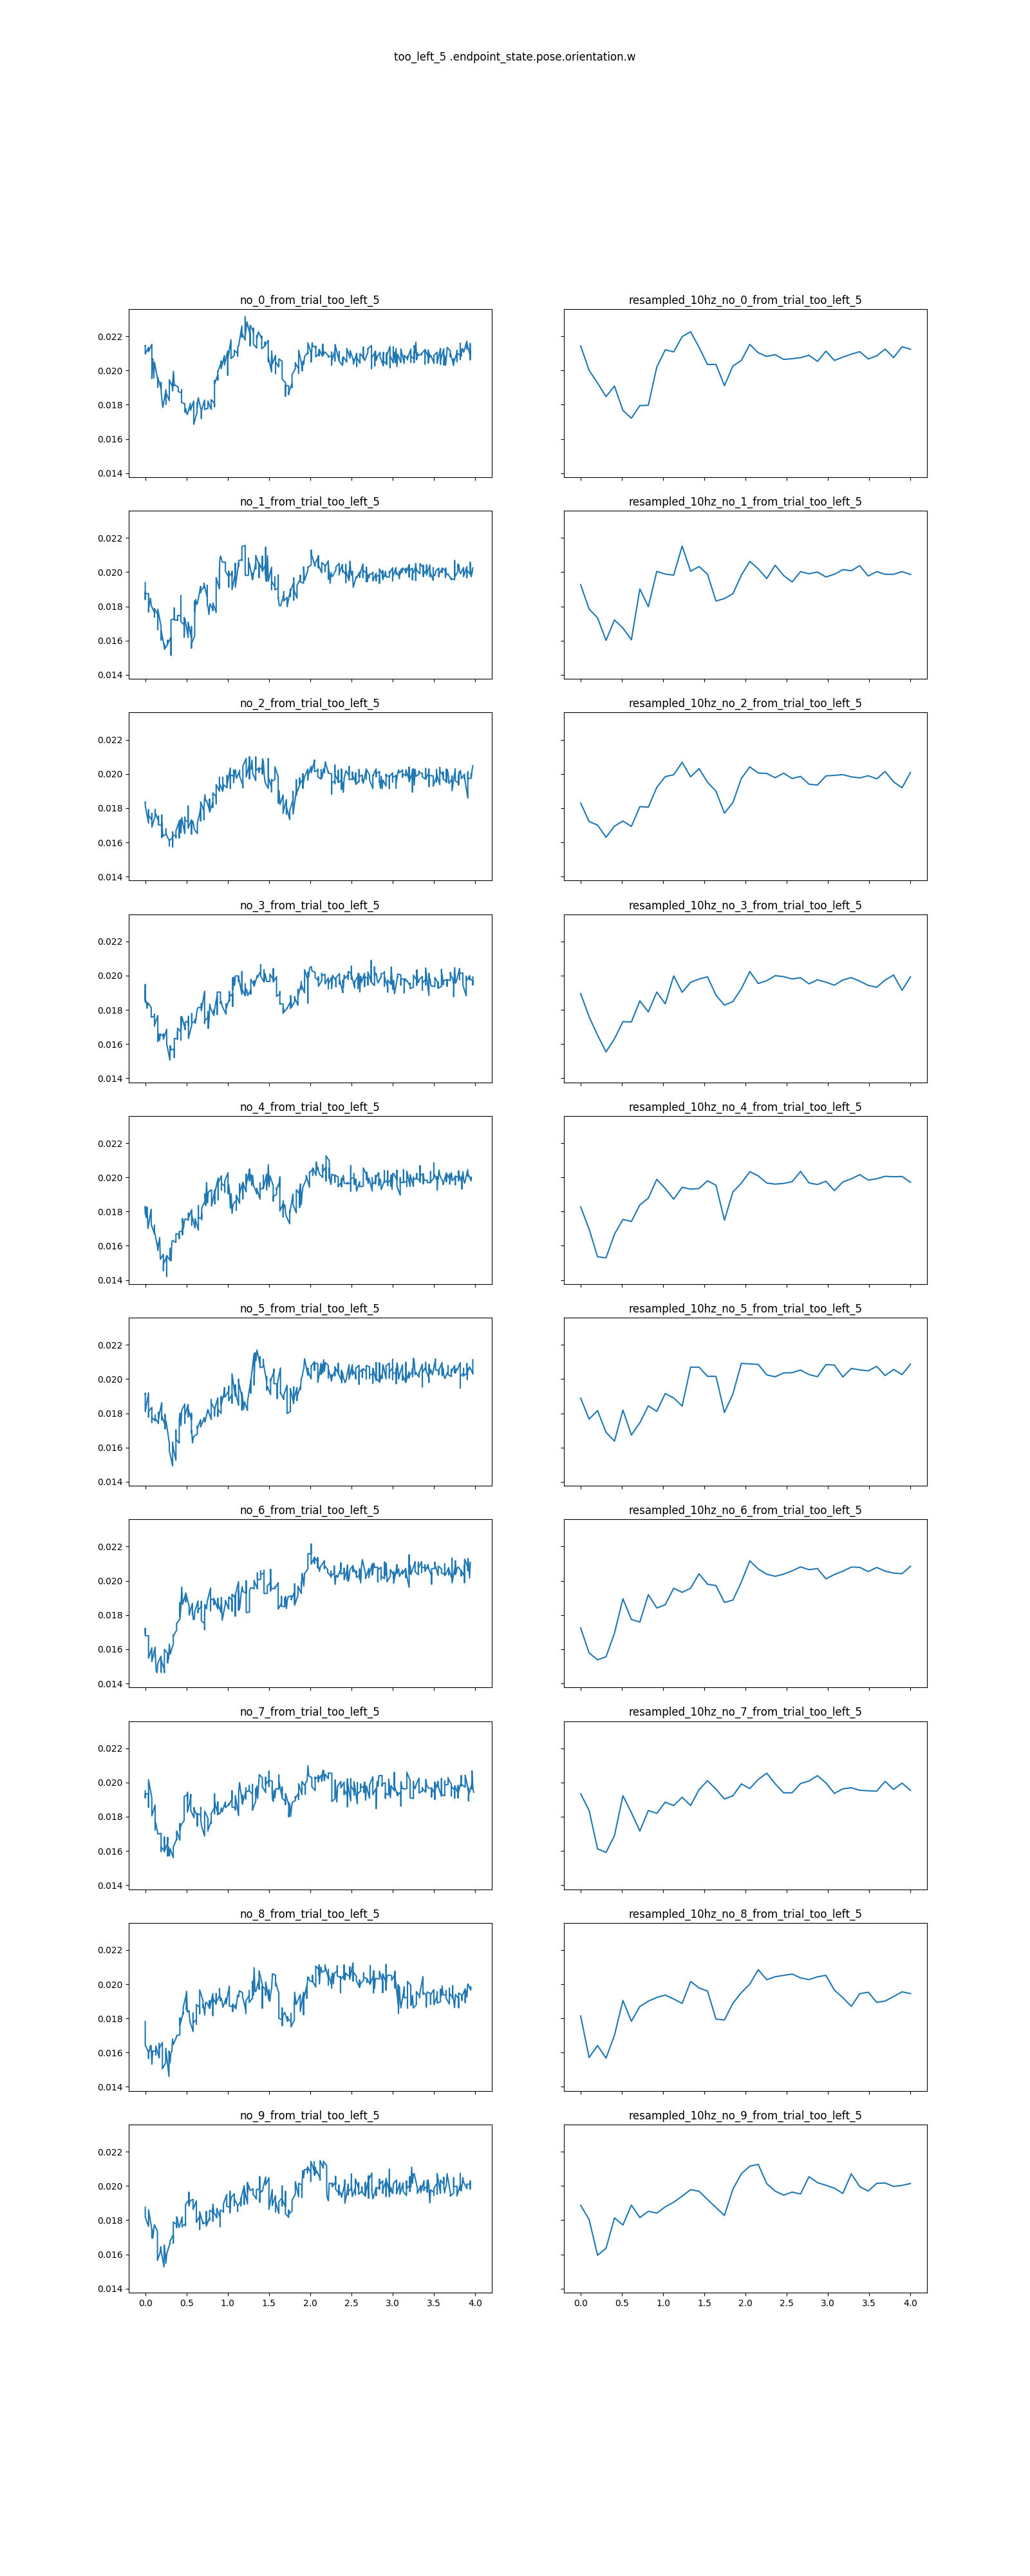 too_left_5 .endpoint_state.pose.orientation.w
no_0_from_trial_too_left_5
resampled_10hz_no_0_from_trial_too_left_5
0.022
0.020
0.018
0.016
0.014
no_1_from_trial_too_left_5
resampled_10hz_no_1_from_trial_too_left_5
0.022
0.020
0.018
0.016
0.014
no_2_from_trial_too_left_5
resampled_10hz_no_2_from_trial_too_left_5
0.022
0.020
0.018
0.016
0.014
no_3_from_trial_too_left_5
resampled_10hz_no_3_from_trial_too_left_5
0.022
0.020
0.018
0.016
0.014
no_4_from_trial_too_left_5
resampled_10hz_no_4_from_trial_too_left_5
0.022
0.020
0.018
0.016
0.014
no_5_from_trial_too_left_5
resampled_10hz_no_5_from_trial_too_left_5
0.022
0.020
0.018
0.016
0.014
no_6_from_trial_too_left_5
resampled_10hz_no_6_from_trial_too_left_5
0.022
0.020
0.018
0.016
0.014
no_7_from_trial_too_left_5
resampled_10hz_no_7_from_trial_too_left_5
0.022
0.020
0.018
0.016
0.014
no_8_from_trial_too_left_5
resampled_10hz_no_8_from_trial_too_left_5
0.022
0.020
0.018
0.016
0.014
no_9_from_trial_too_left_5
resampled_10hz_no_9_from_trial_too_left_5
0.022
0.020
0.018
0.016
0.014
0.0 0.5 1.0 1.5 2.0 2.5 3.0 3.5 4.0
0.0 0.5 1.0 1.5 2.0 2.5 3.0 3.5 4.0